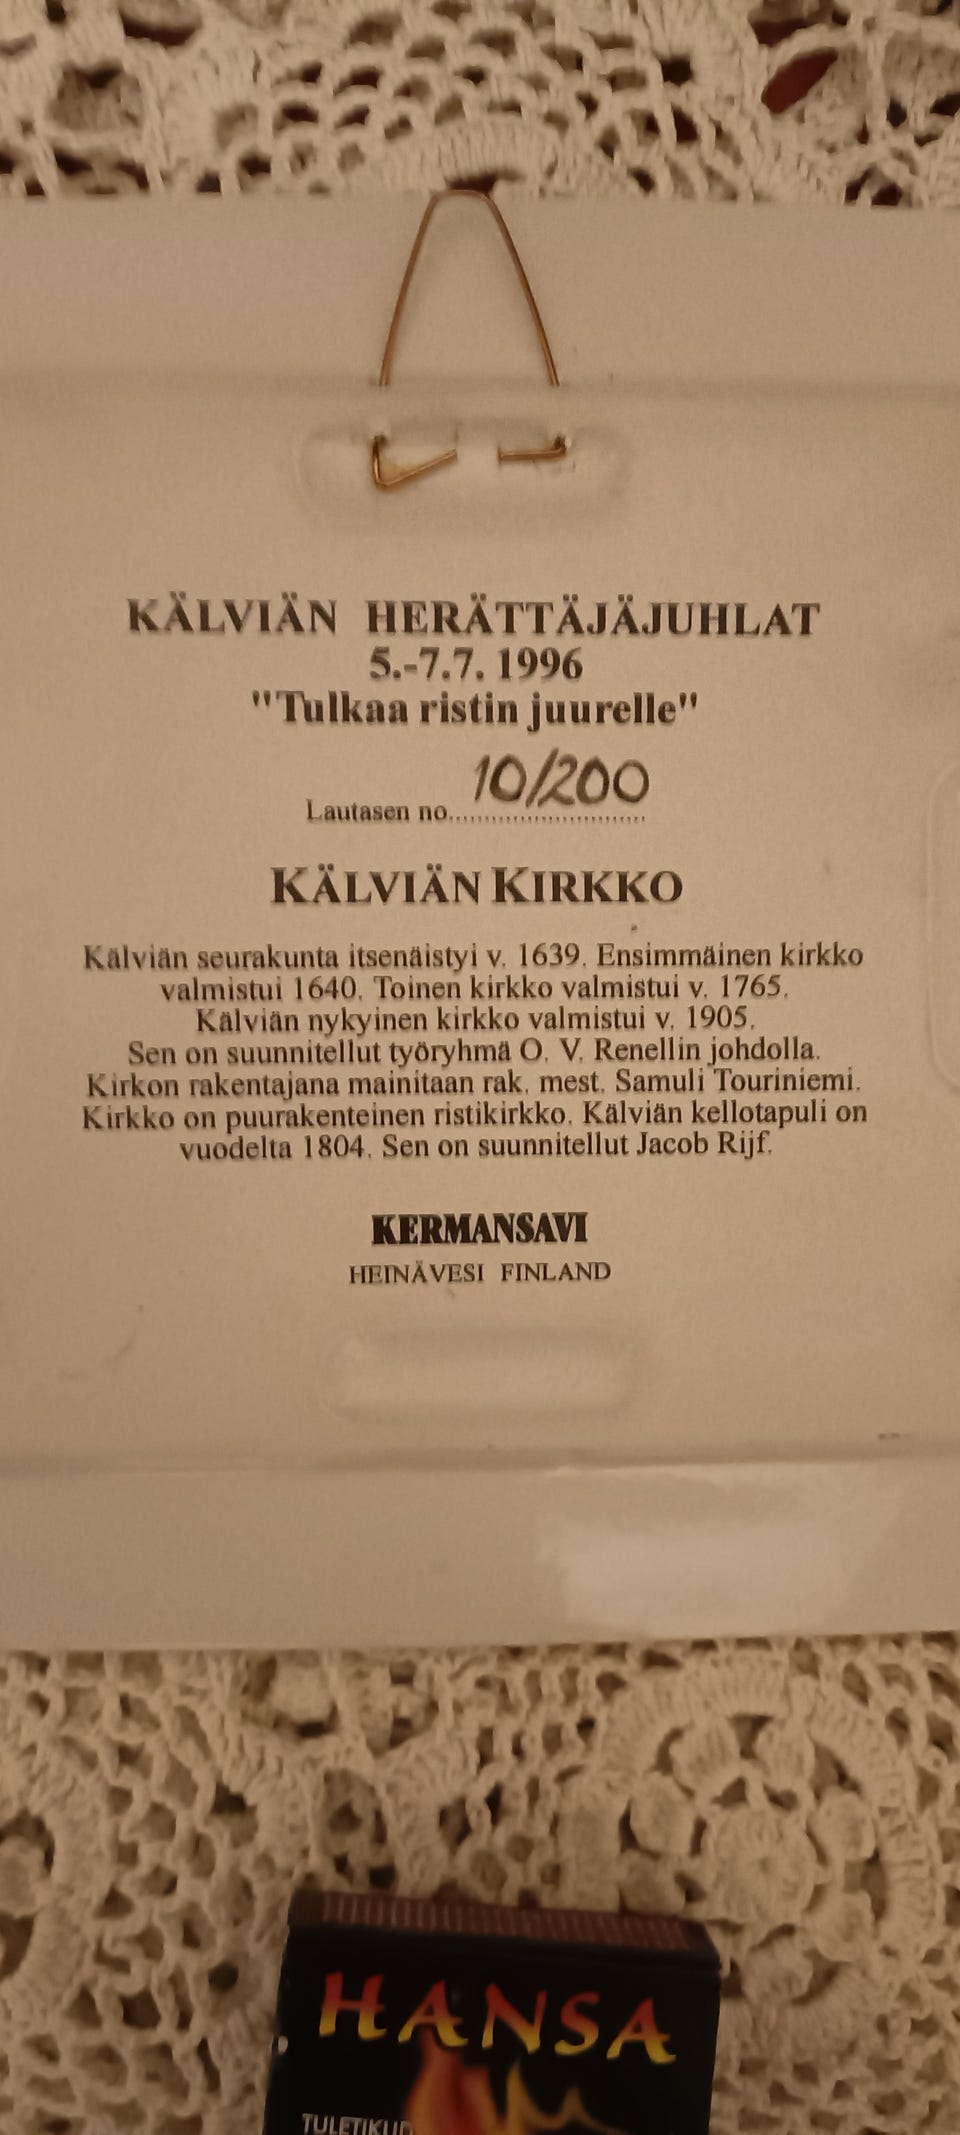 KÄLVIÄN HERÄTTÄJÄJUHLAT
5.-7.7. 1996
"Tulkaa ristin juurelle"
Lautasen no. 10/200
KÄLVIÄN KIRKKO
Kälviän seurakunta itsenäistyi v. 1639. Ensimmäinen kirkko
valmistui 1640. Toinen kirkko valmistui v. 1765.
Kälviän nykyinen kirkko valmistui v. 1905.
Sen on suunnitellut työryhmä O. V. Renellin johdolla.
Kirkon rakentajana mainitaan rak. mest. Samuli Touriniemi.
Kirkko on puurakenteinen ristikirkko. Kälviän kellotapuli on
vuodelta 1804. Sen on suunnitellut Jacob Rijf.
KERMANSAVI
HEINÄVESI FINLAND
HANSA
TULETIKUD